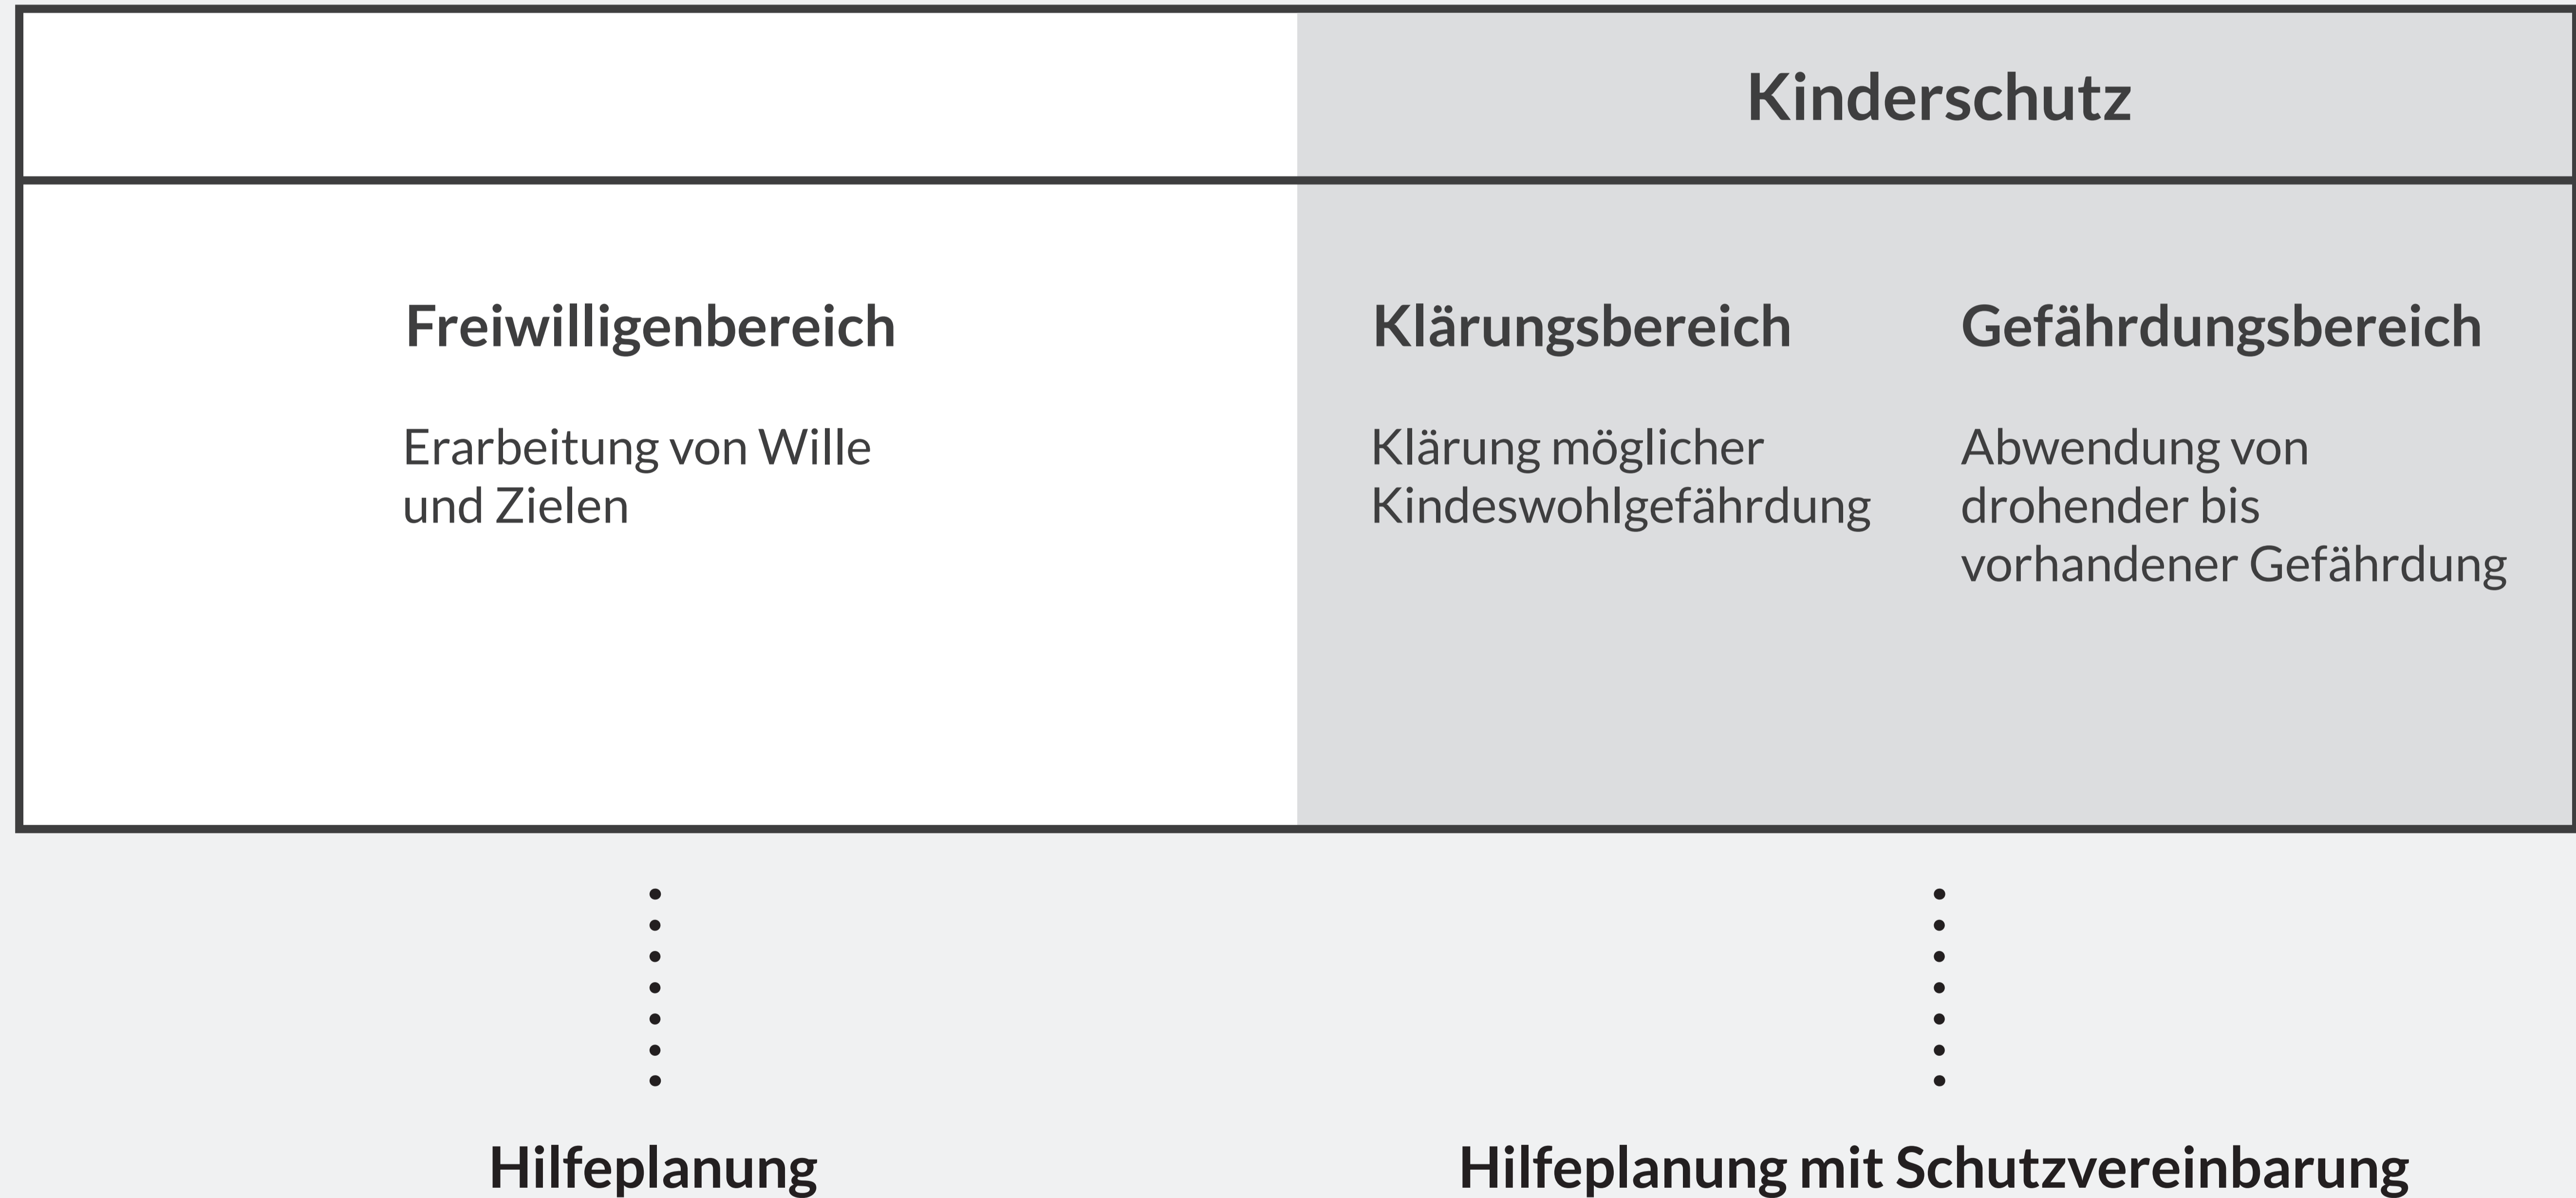 Kinderschutz
Freiwilligenbereich
Erarbeitung von Wille
und Zielen
Klärungsbereich
Klärung möglicher
Kindeswohlgefährdung
Gefährdungsbereich
Abwendung von
drohender bis
vorhandener Gefährdung
Hilfeplanung
Hilfeplanung mit Schutzvereinbarung